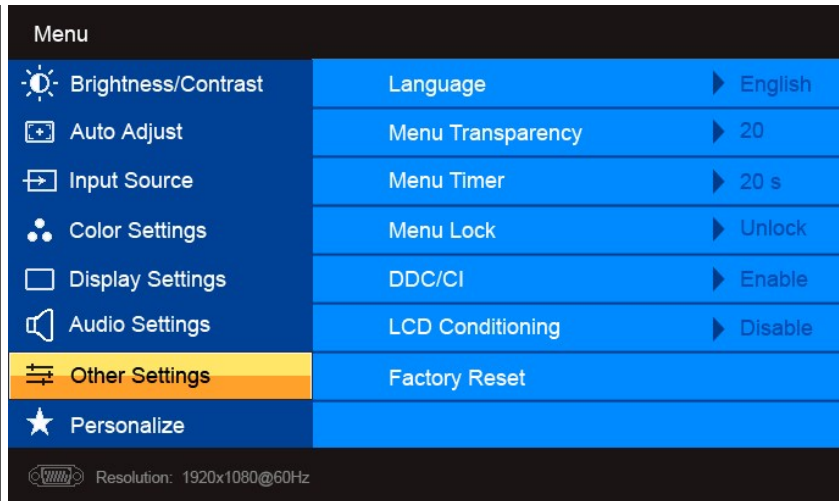 Menu
Brightness/Contrast
Auto Adjust
Input Source
Color Settings
Display Settings
Audio Settings
Other Settings
Personalize
Language English
Menu Transparency 20
Menu Timer 20 s
Menu Lock Unlock
DDC/CI Enable
LCD Conditioning Disable
Factory Reset
Resolution: 1920x1080@60Hz